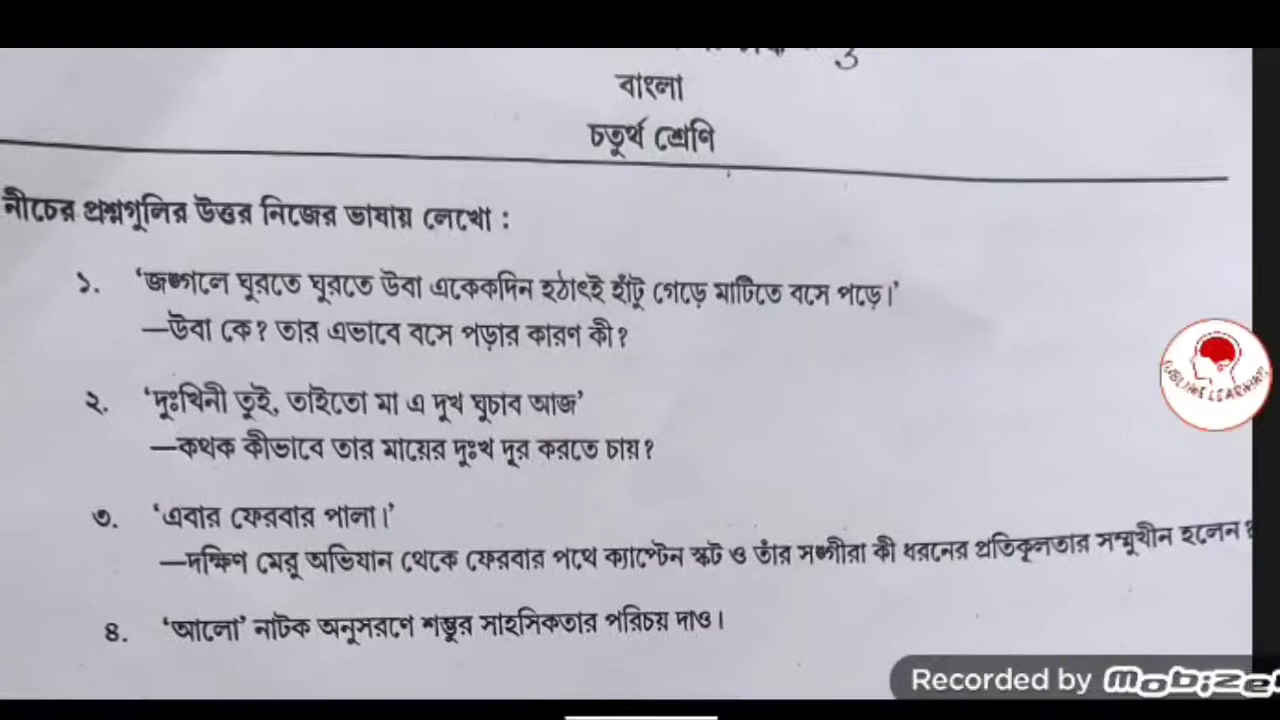 বাংলা
চতুর্থ শ্রেণি
নীচের প্রশ্নগুলির উত্তর নিজের ভাষায় লেখো :
১. 'জঙ্গলে ঘুরতে ঘুরতে উবা একেকদিন হঠাৎই হাঁটু গেড়ে মাটিতে বসে পড়ে।'
—উবা কে? তার এভাবে বসে পড়ার কারণ কী?
২. 'দুঃখিনী তুই, তাইতো মা এ দুখ ঘুচাব আজ'
—কথক কীভাবে তার মায়ের দুঃখ দূর করতে চায়?
৩. 'এবার ফেরবার পালা।'
—দক্ষিণ মেরু অভিযান থেকে ফেরবার পথে ক্যাপ্টেন স্কট ও তাঁর সঙ্গীরা কী ধরনের প্রতিকূলতার সম্মুখীন হলেন?
৪. 'আলো' নাটক অনুসরণে শম্ভুর সাহসিকতার পরিচয় দাও।
SUBLIME LEARNING
Recorded by